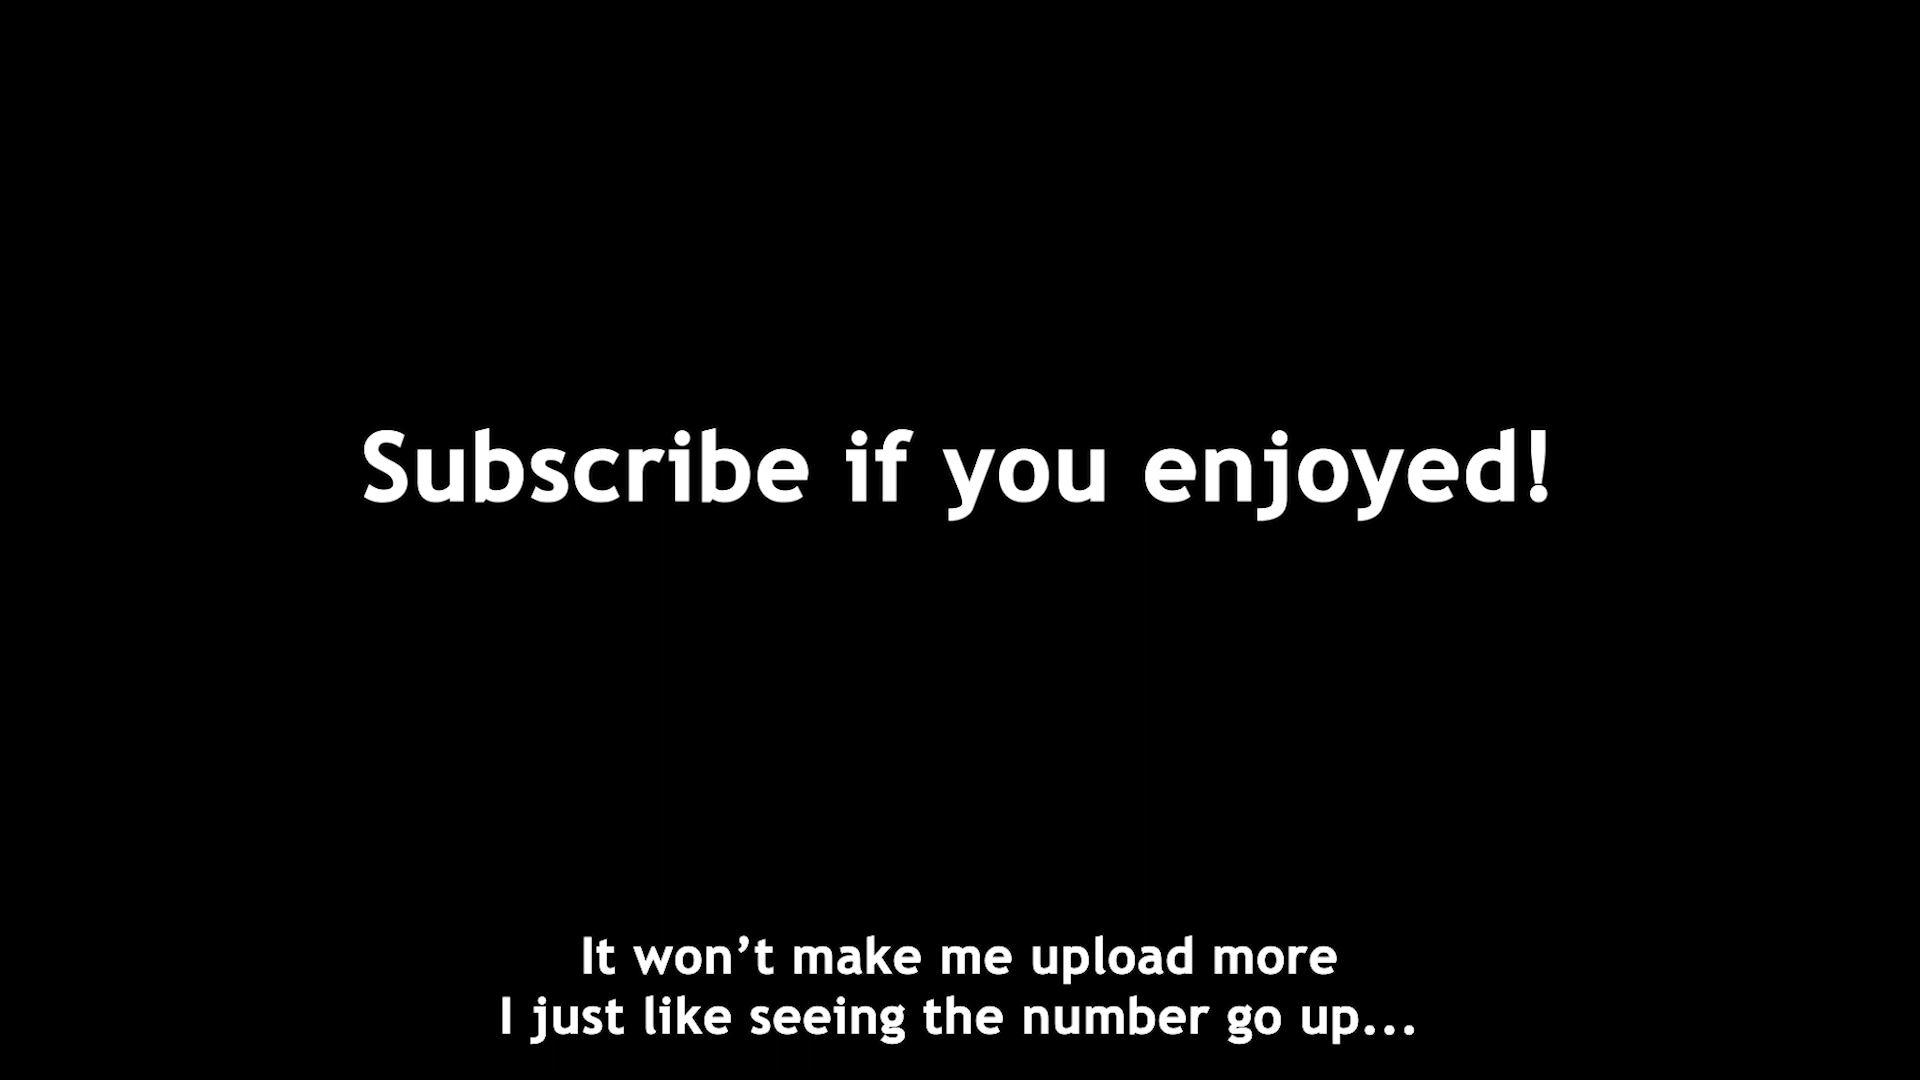 Subscribe if you enjoyed!
It won’t make me upload more
I just like seeing the number go up...